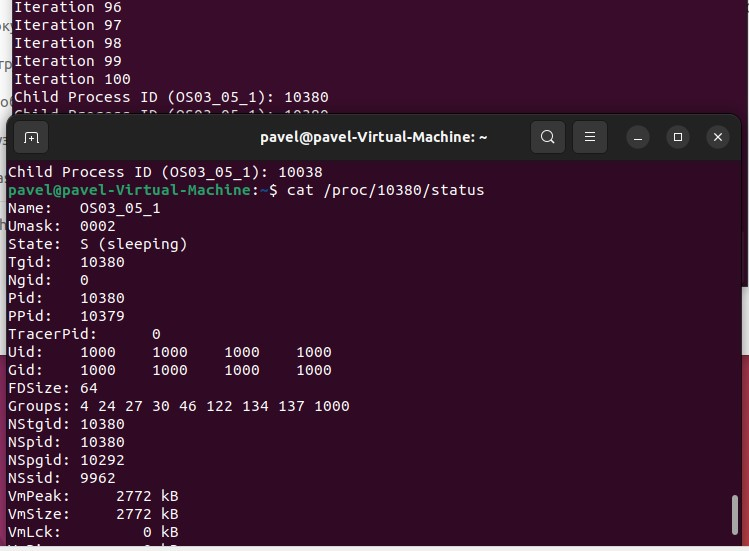 Iteration 96
Iteration 97
Iteration 98
Iteration 99
Iteration 100
Child Process ID (OS03_05_1): 10380
pavel@pavel-Virtual-Machine: ~
Child Process ID (OS03_05_1): 10038
pavel@pavel-Virtual-Machine:~$ cat /proc/10380/status
Name:   OS03_05_1
Umask:  0002
State:  S (sleeping)
Tgid:   10380
Ngid:   0
Pid:    10380
PPid:   10379
TracerPid:      0
Uid:    1000    1000    1000    1000
Gid:    1000    1000    1000    1000
FDSize: 64
Groups: 4 24 27 30 46 122 134 137 1000
NStgid: 10380
NSpid:  10380
NSpgid: 10292
NSsid:  9962
VmPeak:     2772 kB
VmSize:     2772 kB
VmLck:         0 kB